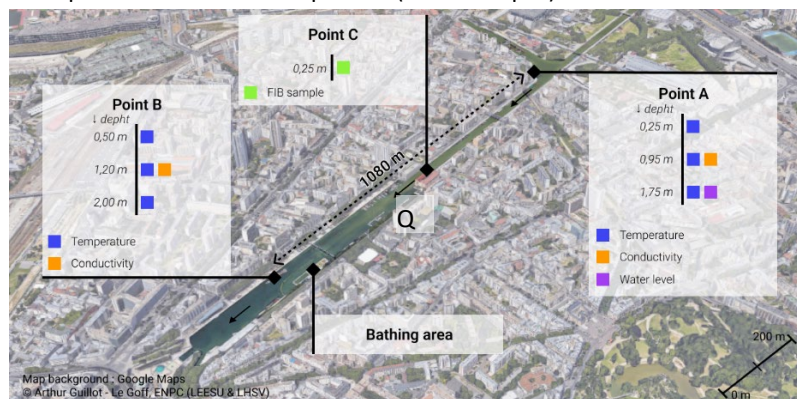 Point C
0,25 m
FIB sample
Point B
↓ depht
0,50 m
1,20 m
2,00 m
Temperature
Conductivity
Point A
↓ depht
0,25 m
0,95 m
1,75 m
Temperature
Conductivity
Water level
1080 m
Q
Bathing area
200 m
0 m
Map background : Google Maps
© Arthur Guillot - Le Goff, ENPC (LEESU & LHSV)